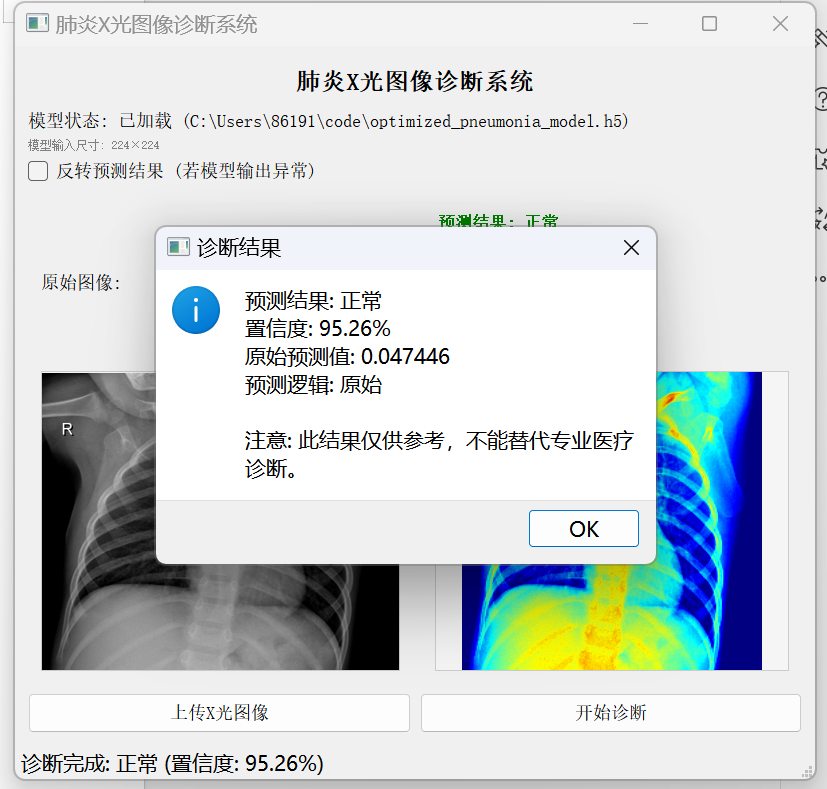 肺炎X光图像诊断系统
肺炎X光图像诊断系统
模型状态: 已加载 (C:\Users\86191\code\optimized_pneumonia_model.h5)
模型输入尺寸: 224×224
反转预测结果 (若模型输出异常)
预测结果: 正常
诊断结果
原始图像:
预测结果: 正常
置信度: 95.26%
原始预测值: 0.047446
预测逻辑: 原始
注意: 此结果仅供参考，不能替代专业医疗
诊断。
R
OK
上传X光图像
开始诊断
诊断完成: 正常 (置信度: 95.26%)